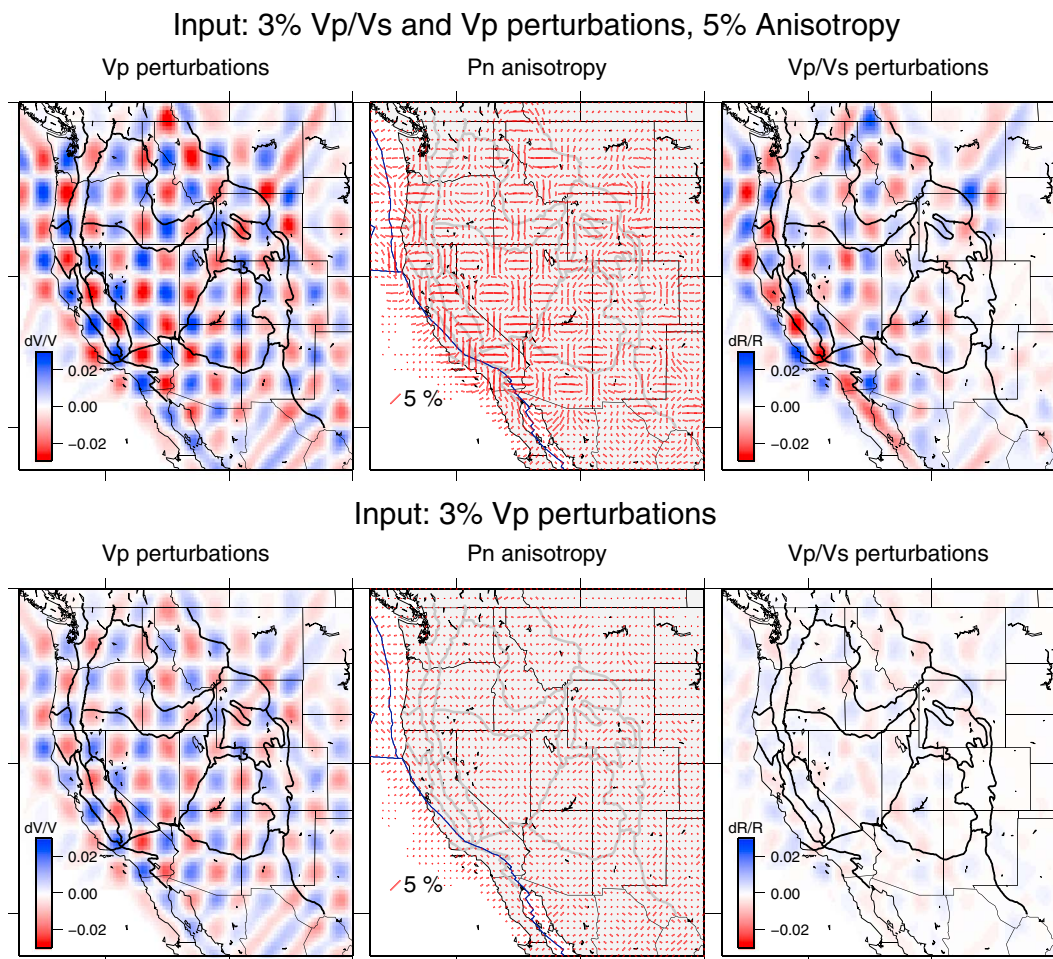 Input: 3% Vp/Vs and Vp perturbations, 5% Anisotropy
Vp perturbations
Pn anisotropy
Vp/Vs perturbations
dV/V
0.02
0.00
−0.02
5 %
dR/R
0.02
0.00
−0.02
Input: 3% Vp perturbations
Vp perturbations
Pn anisotropy
Vp/Vs perturbations
dV/V
0.02
0.00
−0.02
5 %
dR/R
0.02
0.00
−0.02